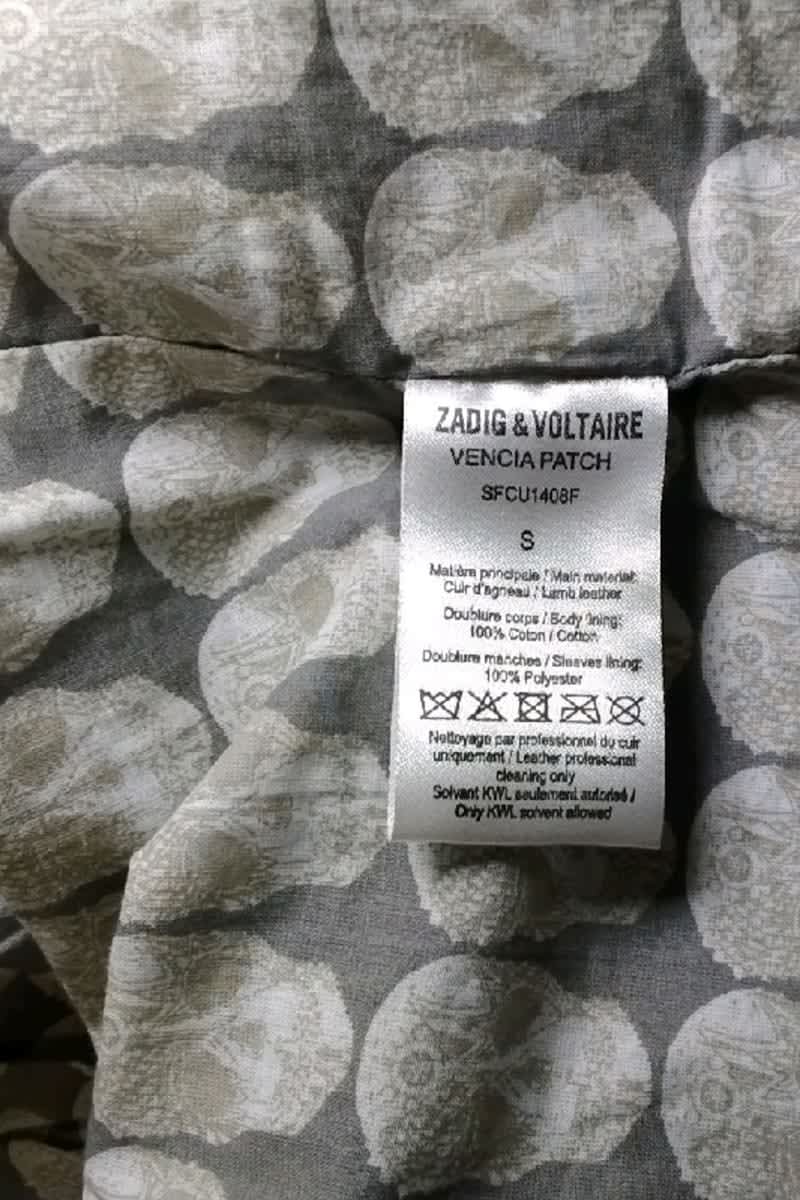 ZADIG & VOLTAIRE
VENCIA PATCH
SFCU1408F
S
Matière principale / Main material:
Cuir d'agneau / Lamb leather
Doublure corps / Body lining:
100% Coton / Cotton
Doublure manches / Sleeves lining:
100% Polyester
Nettoyage par professionnel du cuir
uniquement / Leather professional
cleaning only
Solvant KWL seulement autorisé /
Only KWL solvent allowed